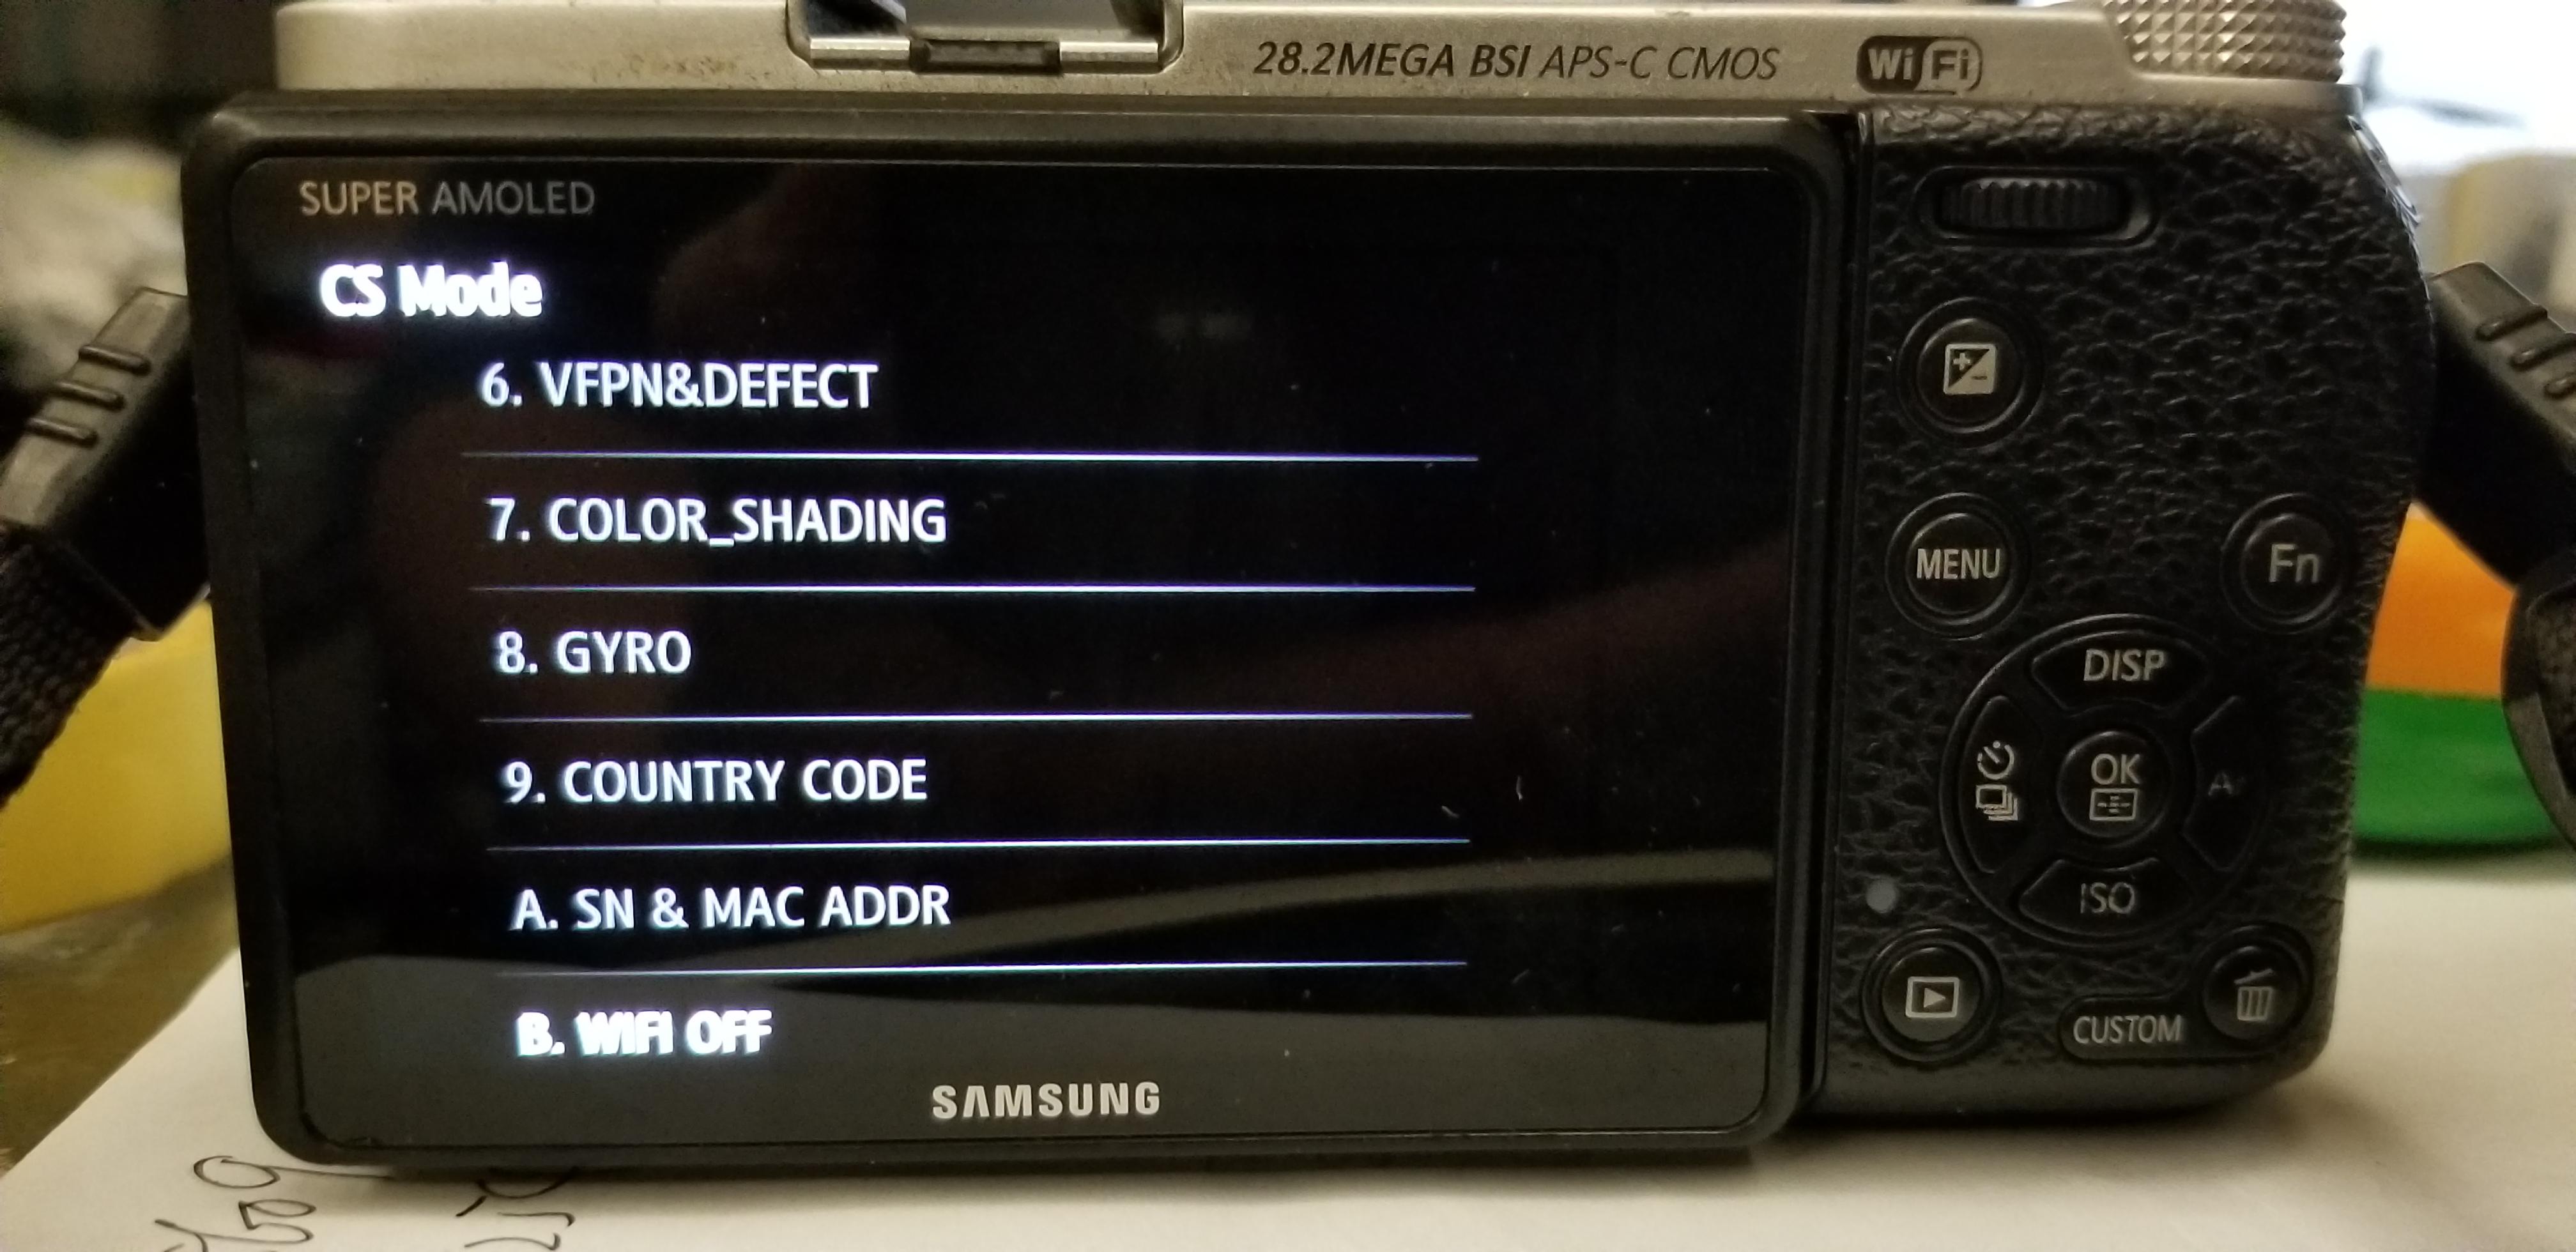 28.2MEGA BSI APS-C CMOS WiFi
SUPER AMOLED
CS Mode
6. VFPN&DEFECT
7. COLOR_SHADING
8. GYRO
9. COUNTRY CODE
A. SN & MAC ADDR
B. WIFI OFF
SAMSUNG
MENU
Fn
DISP
OK
ISO
CUSTOM